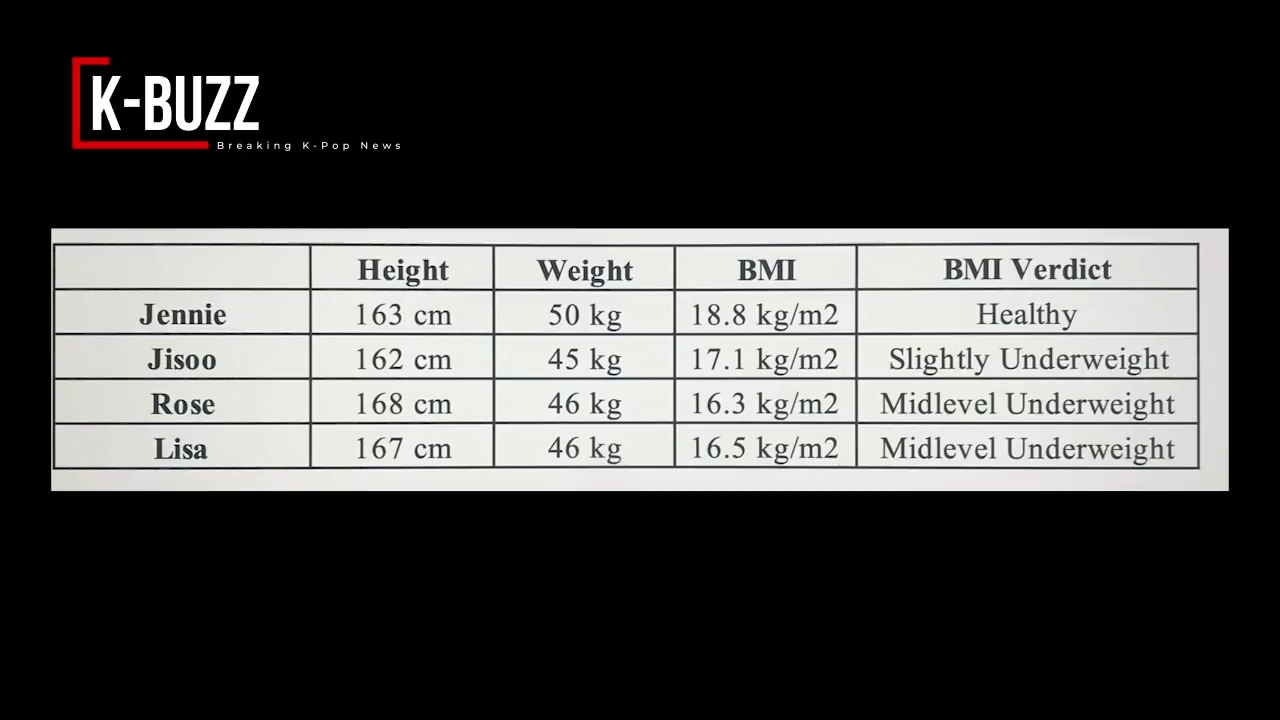 K-BUZZ
Breaking K-Pop News
Height Weight BMI BMI Verdict
Jennie 163 cm 50 kg 18.8 kg/m2 Healthy
Jisoo 162 cm 45 kg 17.1 kg/m2 Slightly Underweight
Rose 168 cm 46 kg 16.3 kg/m2 Midlevel Underweight
Lisa 167 cm 46 kg 16.5 kg/m2 Midlevel Underweight